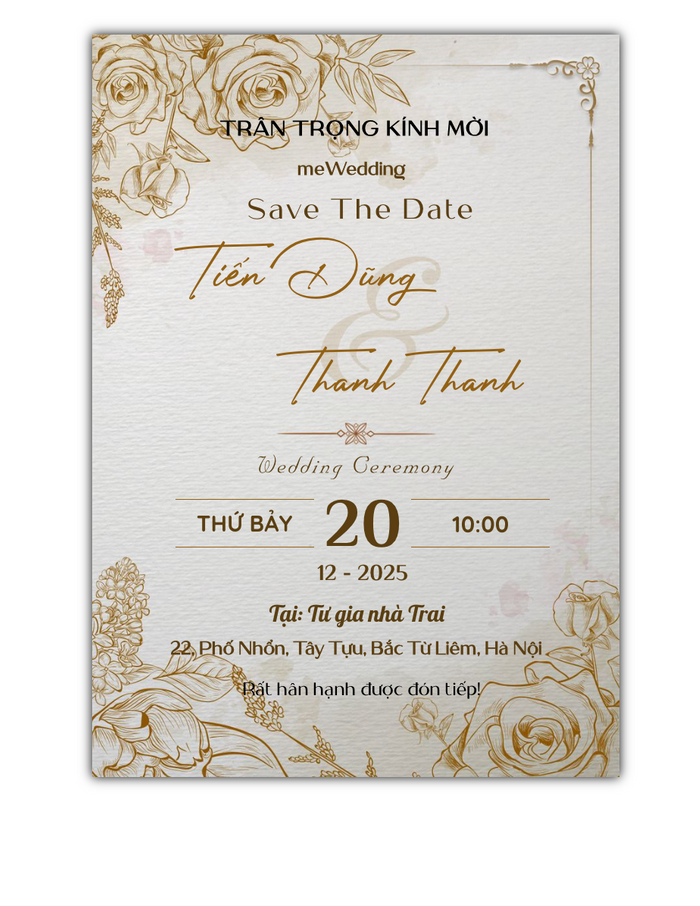 TRÂN TRỌNG KÍNH MỜI
meWedding
Save The Date
Tiến Dũng
&
Thanh Thanh
Wedding Ceremony
THỨ BẢY 20 10:00
12 - 2025
Tại: Tư gia nhà Trai
22, Phố Nhổn, Tây Tựu, Bắc Từ Liêm, Hà Nội
Rất hân hạnh được đón tiếp!